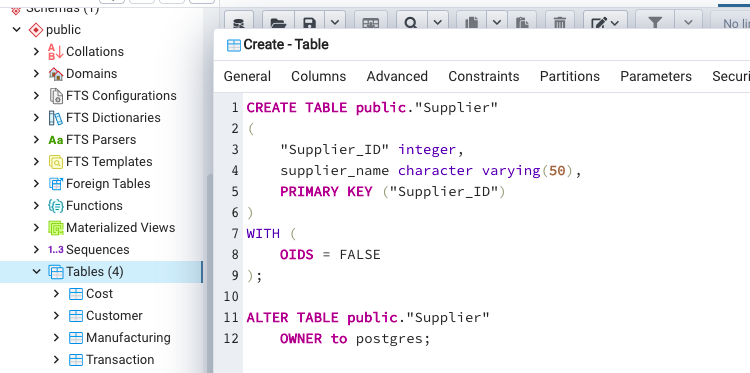 Schemas (1)
public
Collations
Domains
FTS Configurations
FTS Dictionaries
Aa FTS Parsers
FTS Templates
Foreign Tables
Functions
Materialized Views
1..3 Sequences
Tables (4)
Cost
Customer
Manufacturing
Transaction
No li
Create - Table
General Columns Advanced Constraints Partitions Parameters Securi
1 CREATE TABLE public."Supplier"
2 (
3 "Supplier_ID" integer,
4 supplier_name character varying(50),
5 PRIMARY KEY ("Supplier_ID")
6 )
7 WITH (
8 OIDS = FALSE
9 );
10
11 ALTER TABLE public."Supplier"
12 OWNER to postgres;